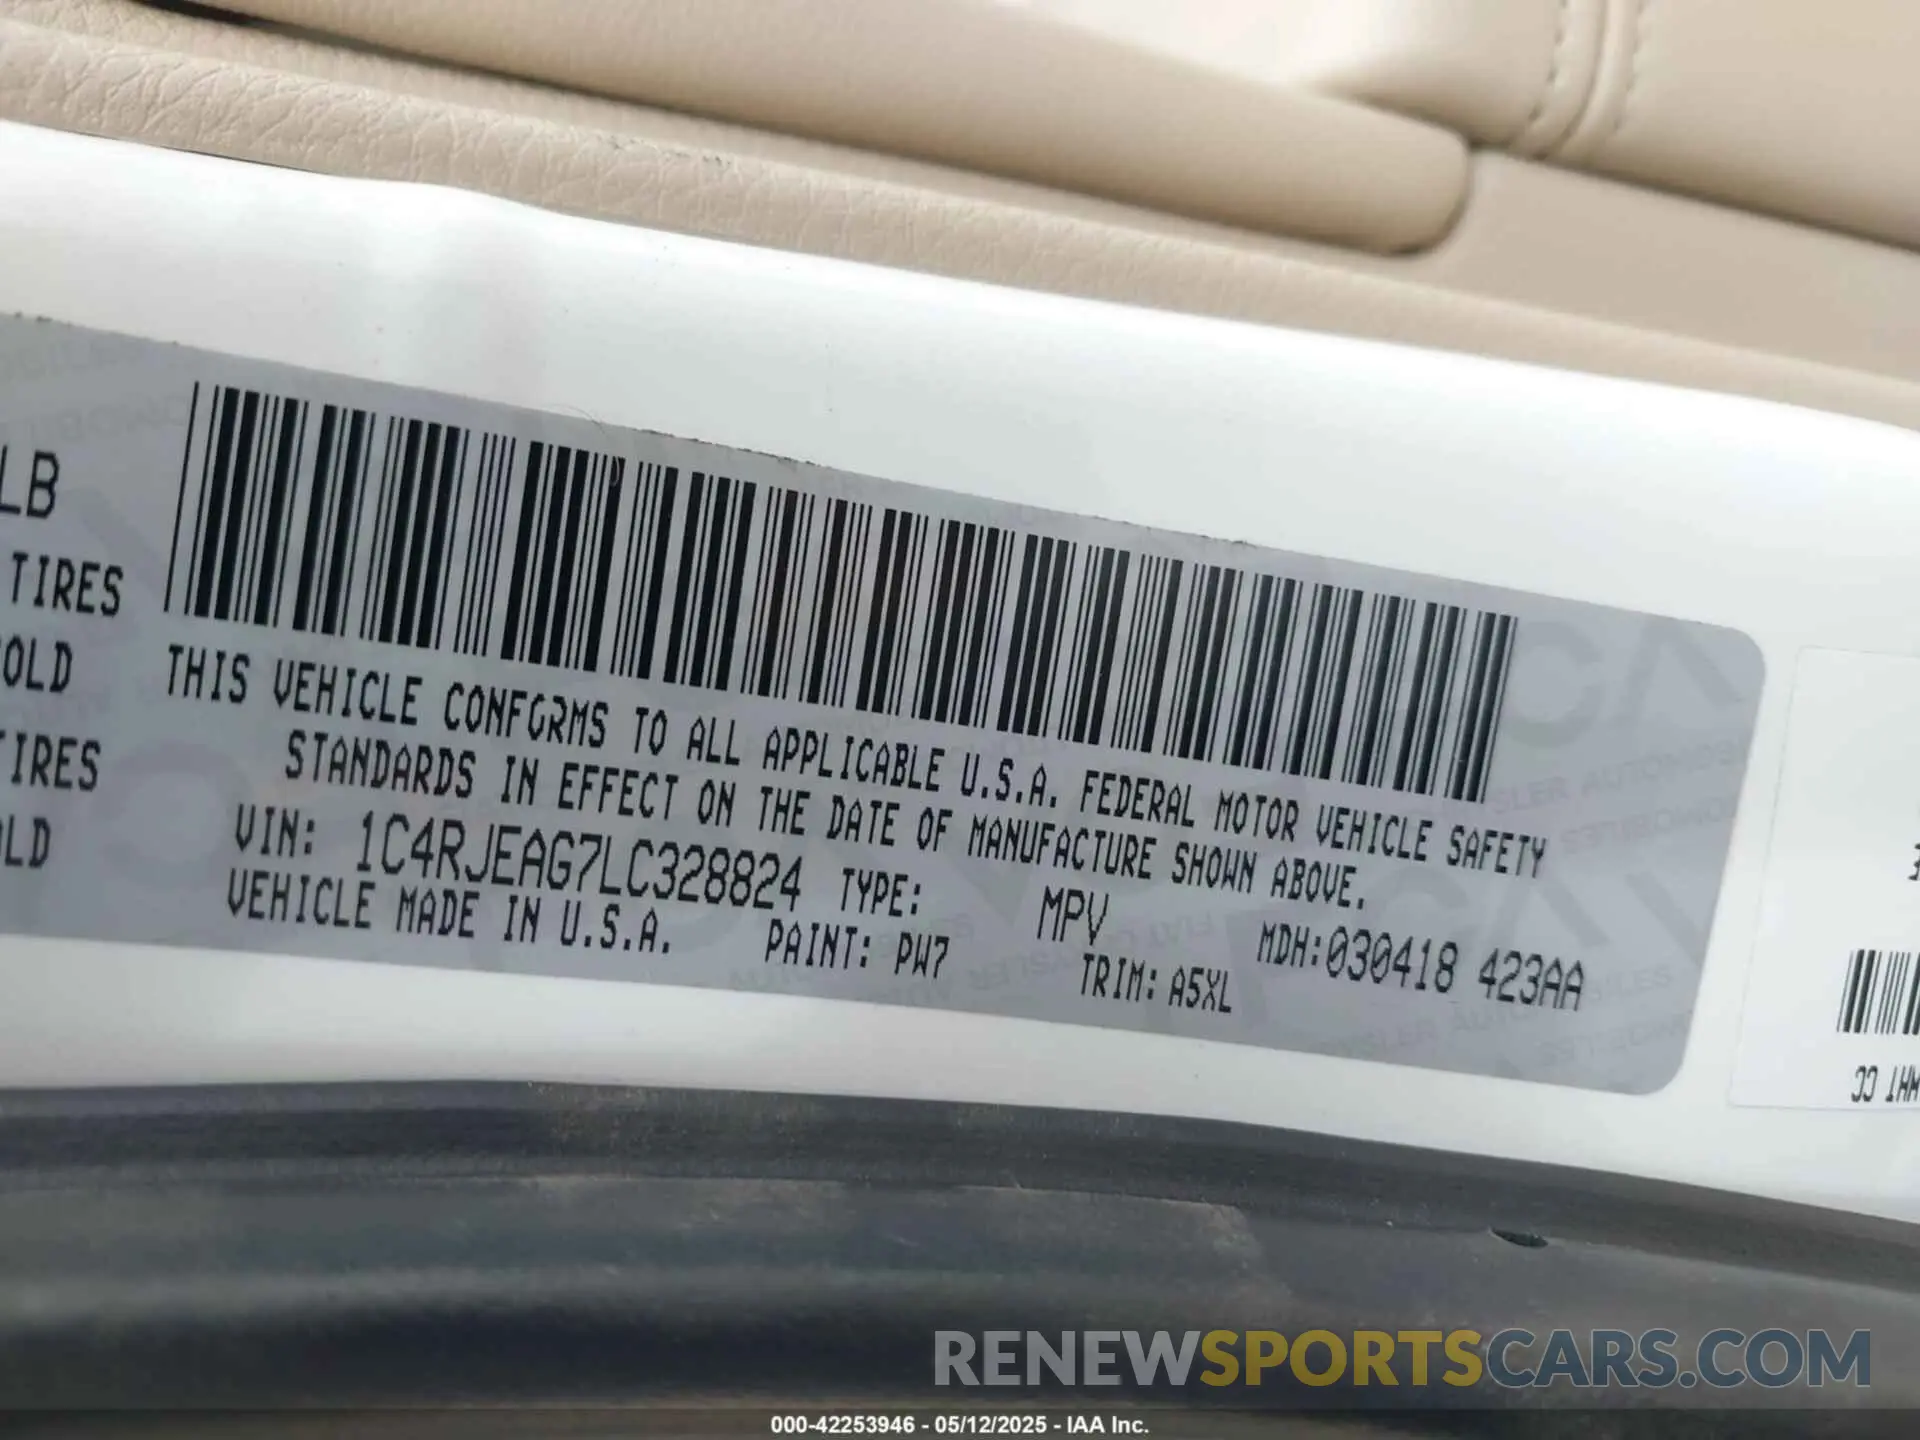 LB
TIRES
OLD
TIRES
OLD
THIS VEHICLE CONFORMS TO ALL APPLICABLE U.S.A. FEDERAL MOTOR VEHICLE SAFETY
STANDARDS IN EFFECT ON THE DATE OF MANUFACTURE SHOWN ABOVE.
VIN: 1C4RJEAG7LC328824 TYPE: MPV MDH:030418 423AA
VEHICLE MADE IN U.S.A. PAINT: PW7 TRIM: A5XL
RENEWSPORTSCARS.COM
000-42253946 - 05/12/2025 - IAA Inc.